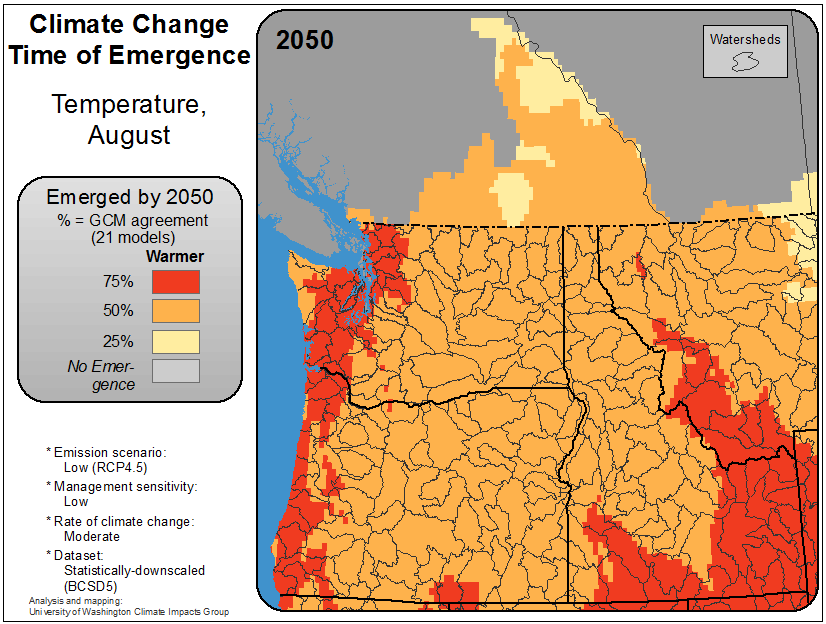 Climate Change
Time of Emergence
Temperature,
August
Emerged by 2050
% = GCM agreement
(21 models)
Warmer
75%
50%
25%
No Emer-
gence
* Emission scenario:
Low (RCP4.5)
* Management sensitivity:
Low
* Rate of climate change:
Moderate
* Dataset:
Statistically-downscaled
(BCSD5)
Analysis and mapping:
University of Washington Climate Impacts Group
2050
Watersheds